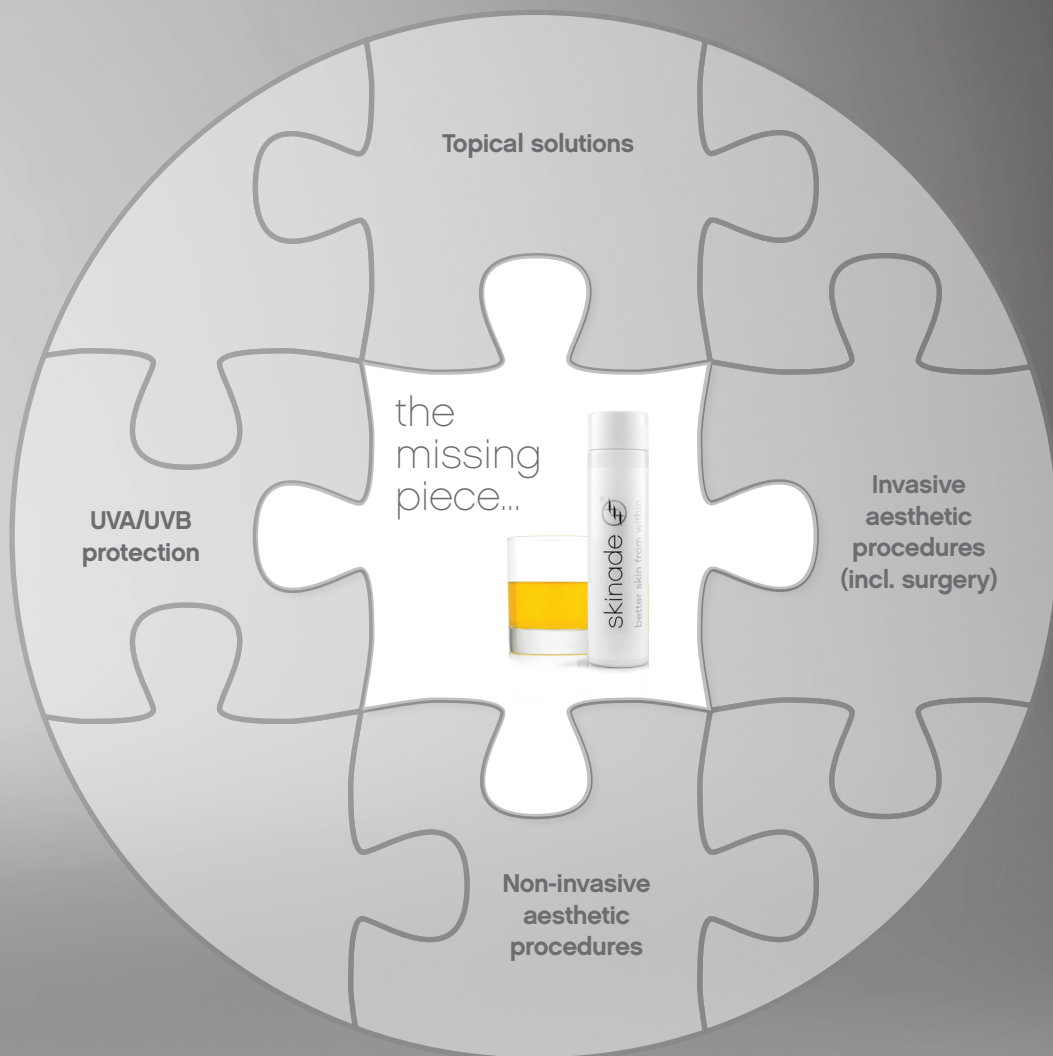 Topical solutions
the
missing
piece...
skinade ®
better skin from within
UVA/UVB
protection
Invasive
aesthetic
procedures
(incl. surgery)
Non-invasive
aesthetic
procedures